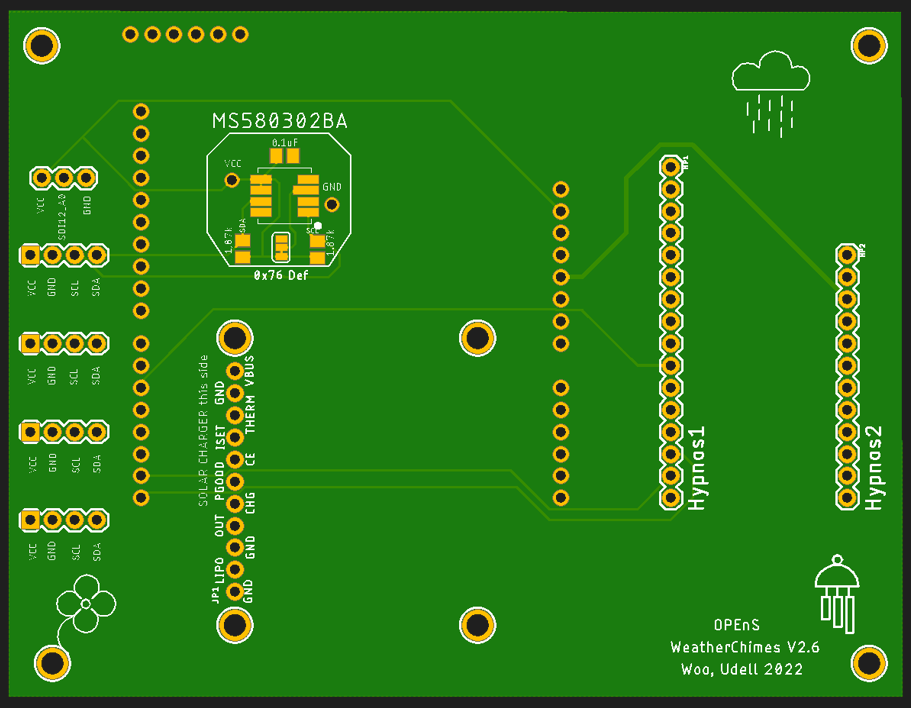 MS580302BA
0.1uF
VCC
GND
SDA
SCL
1.87k
1.87k
0x76 Def
VCC
SDI12_A0
GND
VCC
GND
SCL
SDA
VCC
GND
SCL
SDA
VCC
GND
SCL
SDA
VCC
GND
SCL
SDA
SOLAR CHARGER this side
VBUS
GND
THERM
ISET
CE
PGOOD
CHG
OUT
GND
LIPO
GND
JP1
HP1
Hypnas1
HP2
Hypnas2
OPEnS
WeatherChimes V2.6
Woo, Udell 2022